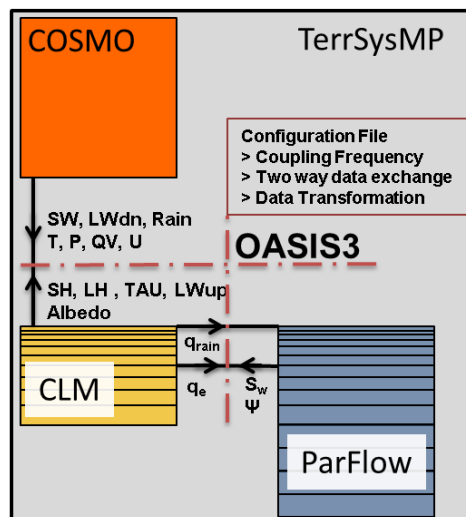 COSMO
TerrSysMP
Configuration File
> Coupling Frequency
> Two way data exchange
> Data Transformation
SW, LWdn, Rain
T, P, QV, U
OASIS3
SH, LH , TAU, LWup
Albedo
qrain
CLM
qe
Sw
Ψ
ParFlow